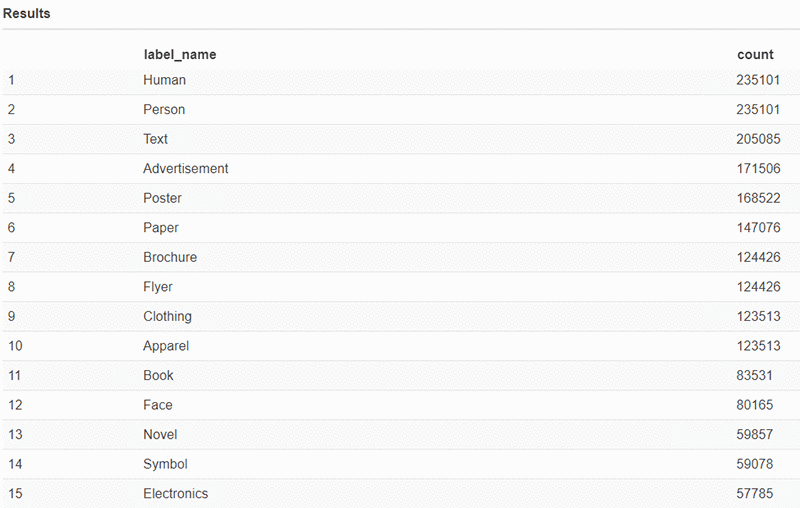 Results
label_name count
1 Human 235101
2 Person 235101
3 Text 205085
4 Advertisement 171506
5 Poster 168522
6 Paper 147076
7 Brochure 124426
8 Flyer 124426
9 Clothing 123513
10 Apparel 123513
11 Book 83531
12 Face 80165
13 Novel 59857
14 Symbol 59078
15 Electronics 57785